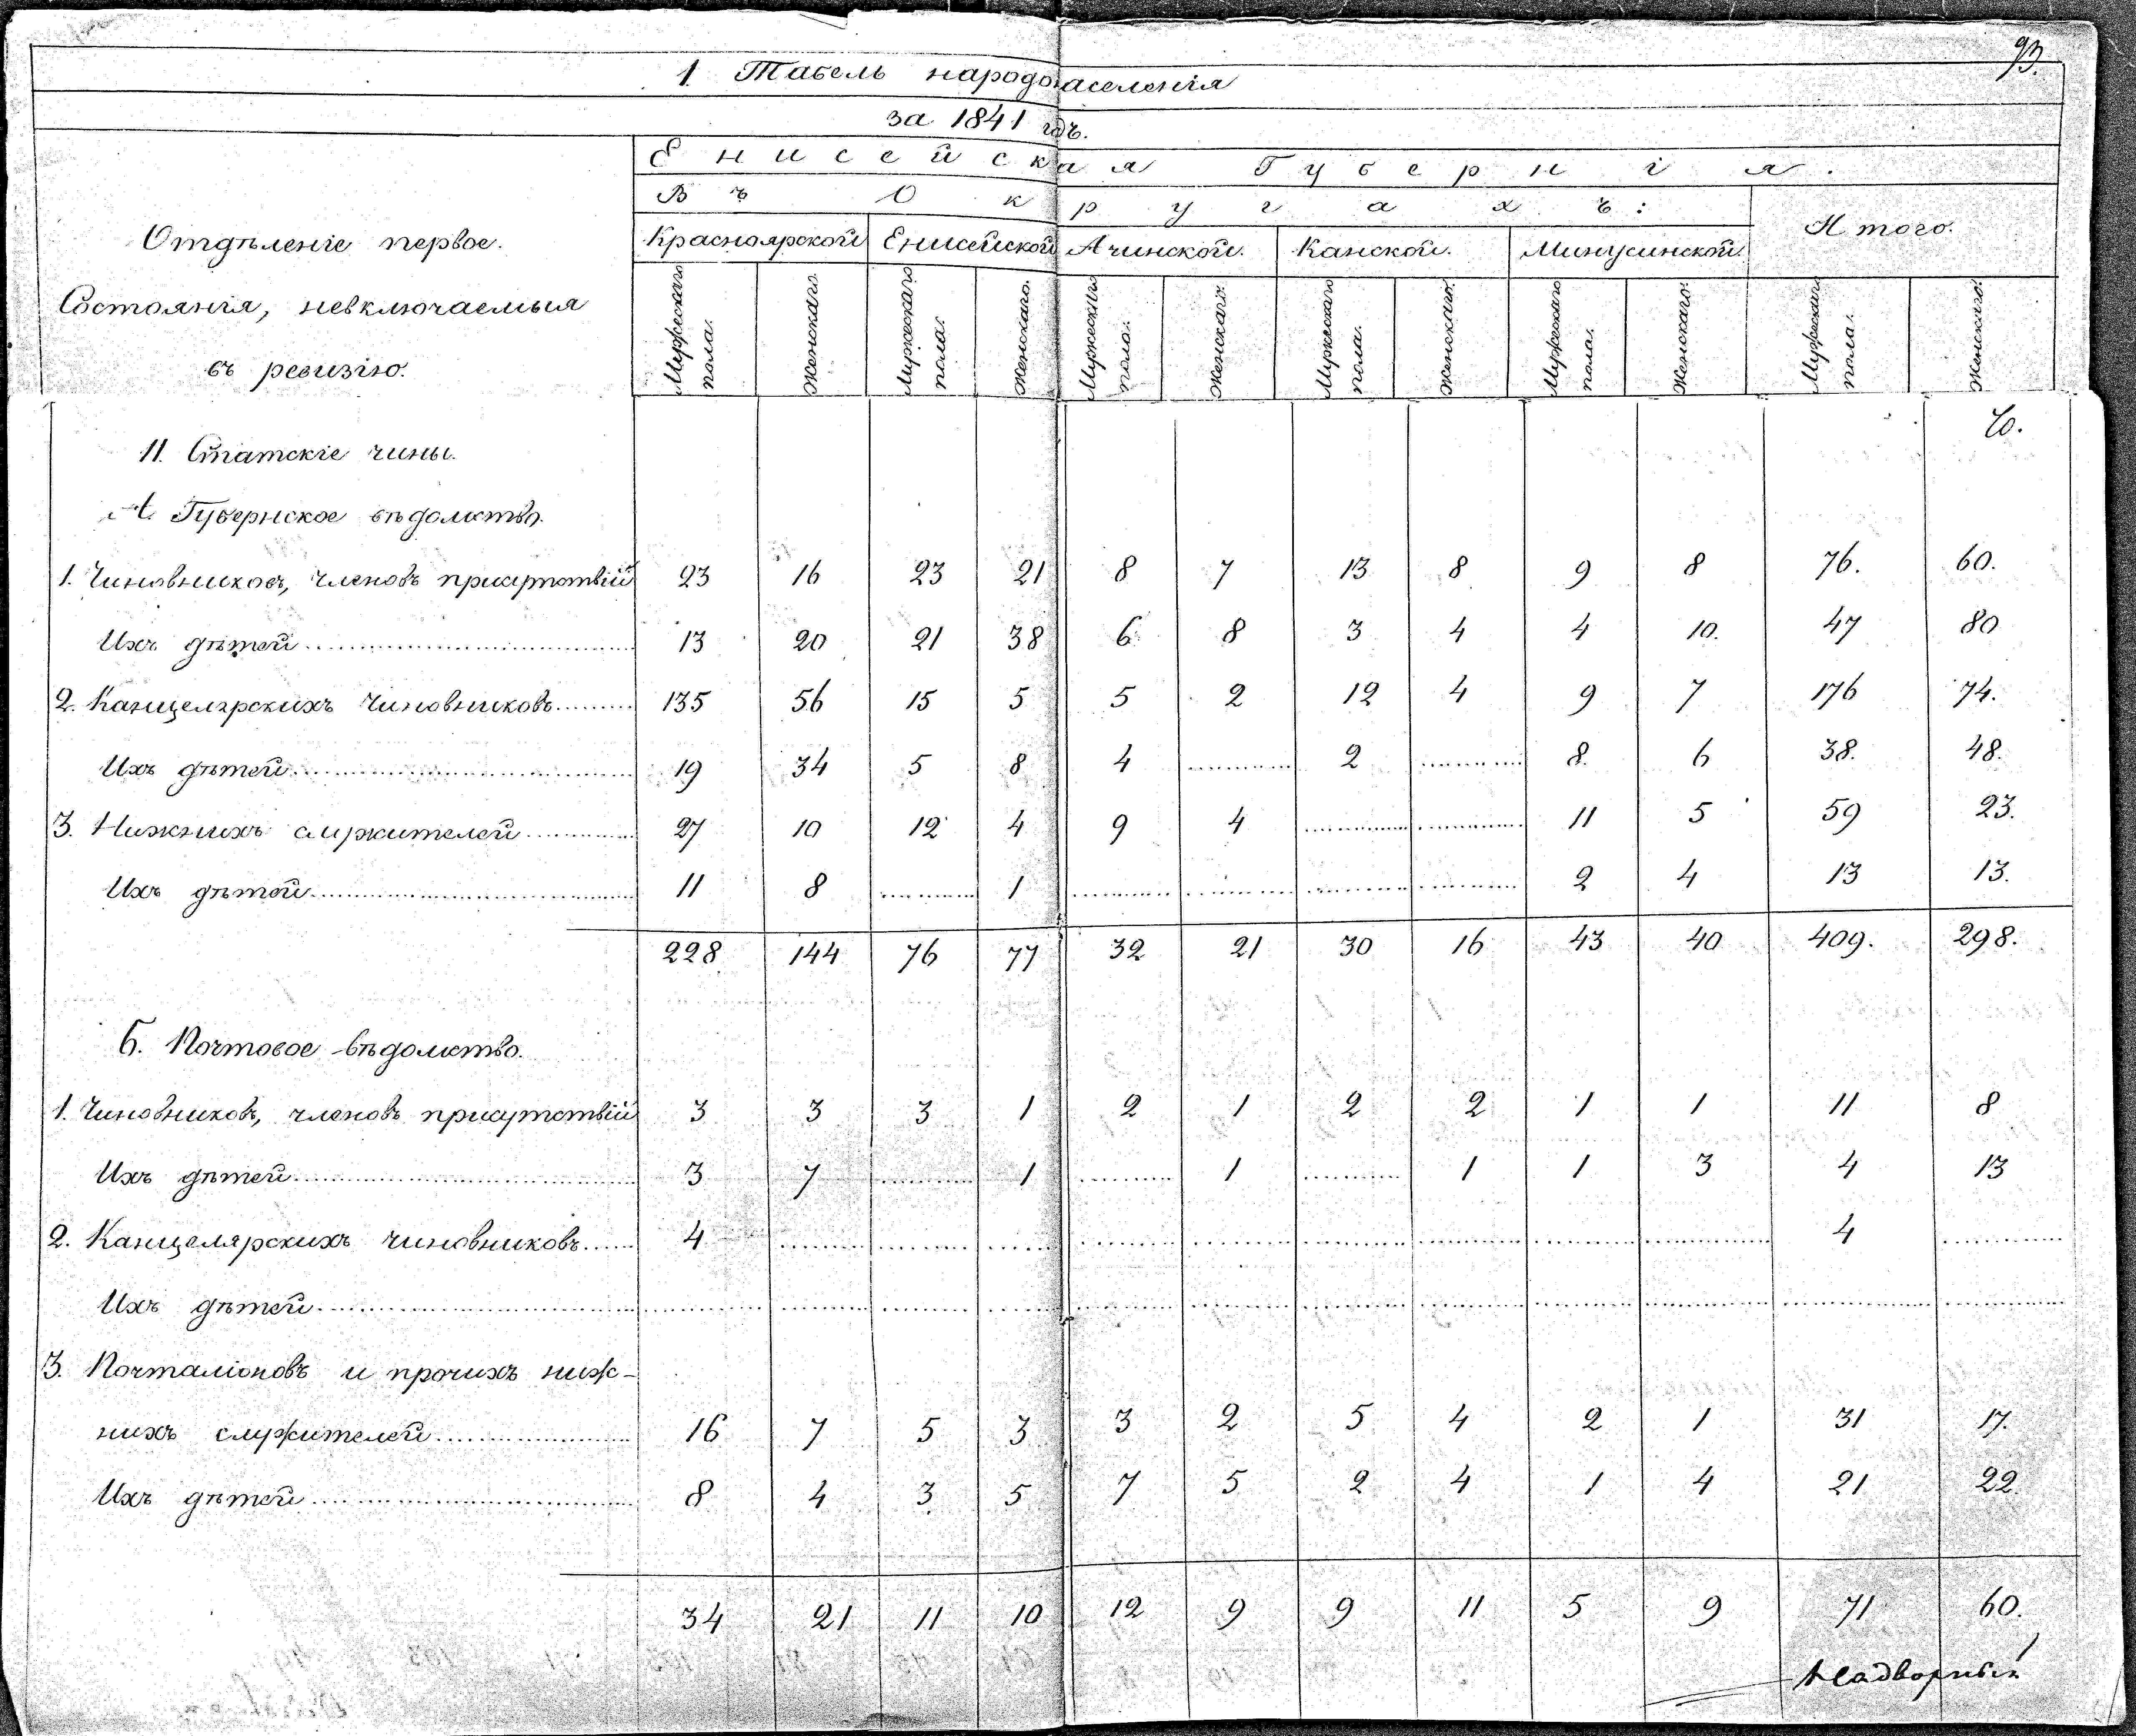 93.
1. Табель народонаселенія
за 1841 годъ.
Енисейская Губернія.
Въ Округахъ:
Итого.
Отдѣленіе первое.
Состоянія, невключаемыя
въ ревизію.
Красноярской Енисейской Ачинской. Канской. Минусинской.
Мужескаго пола. Женскаго. Мужескаго пола. Женскаго. Мужескаго пола. Женскаго. Мужескаго пола. Женскаго. Мужескаго пола. Женскаго. Мужескаго пола. Женскаго.
II. Статскіе чины.
А. Губернское вѣдомство.
1. Чиновниковъ, членовъ присутствій 23 16 23 21 8 7 13 8 9 8 76. 60.
Ихъ дѣтей 13 20 21 38 6 8 3 4 4 10. 47 80
2. Канцелярскихъ чиновниковъ 135 56 15 5 5 2 12 4 9 7 176 74.
Ихъ дѣтей 19 34 5 8 4 ........ 2 ........ 8. 6 38. 48.
3. Нижнихъ служителей 27 10 12 4 9 4 ........ ........ 11 5 59 23.
Ихъ дѣтей 11 8 ........ 1 ........ ........ ........ ........ 2 4 13 13.
228 144 76 77 32 21 30 16 43 40 409. 298.
Б. Почтовое вѣдомство.
1. Чиновниковъ, членовъ присутствій 3 3 3 1 2 1 2 2 1 1 11 8
Ихъ дѣтей 3 7 ........ 1 ........ 1 ........ 1 1 3 4 13
2. Канцелярскихъ чиновниковъ 4 ........ ........ ........ ........ ........ ........ ........ ........ ........ 4 ........
Ихъ дѣтей ........ ........ ........ ........ ........ ........ ........ ........ ........ ........ ........ ........
3. Почталіоновъ и прочихъ ниж-
нихъ служителей 16 7 5 3 3 2 5 4 2 1 31 17.
Ихъ дѣтей 8 4 3 5 7 5 2 4 1 4 21 22.
34 21 11 10 12 9 9 11 5 9 71 60.
Надворный